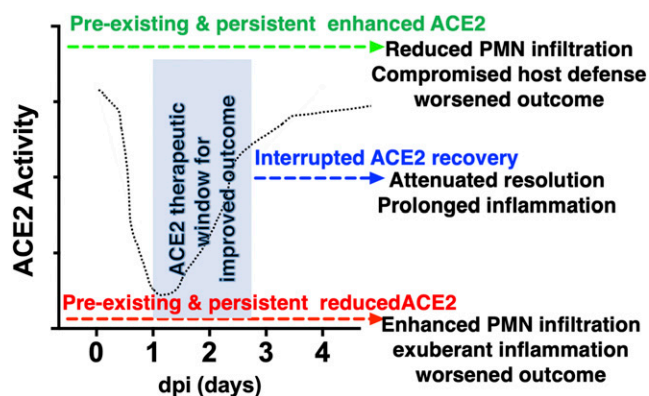 Pre-existing & persistent enhanced ACE2
Reduced PMN infiltration
Compromised host defense
worsened outcome
ACE2 Activity
ACE2 therapeutic
window for
improved outcome
Interrupted ACE2 recovery
Attenuated resolution
Prolonged inflammation
Pre-existing & persistent reducedACE2
Enhanced PMN infiltration
exuberant inflammation
worsened outcome
0 1 2 3 4
dpi (days)